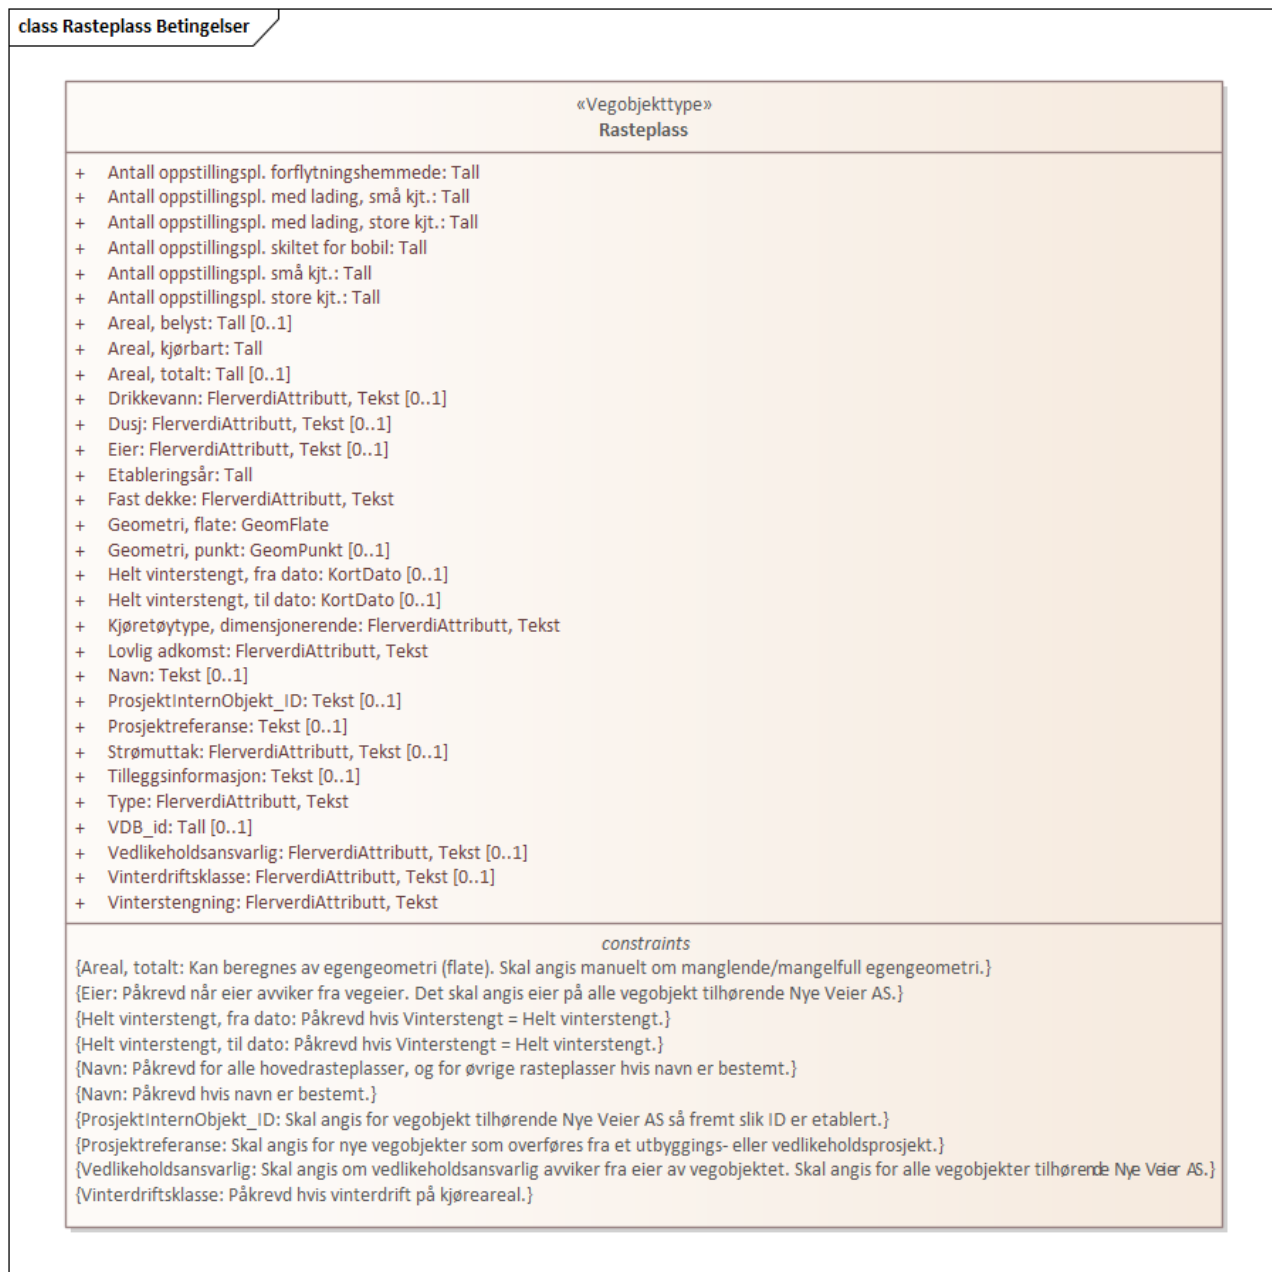 class Rasteplass Betingelser
«Vegobjekttype»
Rasteplass
+ Antall oppstillingspl. forflytningshemmede: Tall
+ Antall oppstillingspl. med lading, små kjt.: Tall
+ Antall oppstillingspl. med lading, store kjt.: Tall
+ Antall oppstillingspl. skiltet for bobil: Tall
+ Antall oppstillingspl. små kjt.: Tall
+ Antall oppstillingspl. store kjt.: Tall
+ Areal, belyst: Tall [0..1]
+ Areal, kjørbart: Tall
+ Areal, totalt: Tall [0..1]
+ Drikkevann: FlerverdiAttributt, Tekst [0..1]
+ Dusj: FlerverdiAttributt, Tekst [0..1]
+ Eier: FlerverdiAttributt, Tekst [0..1]
+ Etableringsår: Tall
+ Fast dekke: FlerverdiAttributt, Tekst
+ Geometri, flate: GeomFlate
+ Geometri, punkt: GeomPunkt [0..1]
+ Helt vinterstengt, fra dato: KortDato [0..1]
+ Helt vinterstengt, til dato: KortDato [0..1]
+ Kjøretøytype, dimensjonerende: FlerverdiAttributt, Tekst
+ Lovlig adkomst: FlerverdiAttributt, Tekst
+ Navn: Tekst [0..1]
+ ProsjektInternObjekt_ID: Tekst [0..1]
+ Prosjektreferanse: Tekst [0..1]
+ Strømuttak: FlerverdiAttributt, Tekst [0..1]
+ Tilleggsinformasjon: Tekst [0..1]
+ Type: FlerverdiAttributt, Tekst
+ VDB_id: Tall [0..1]
+ Vedlikeholdsansvarlig: FlerverdiAttributt, Tekst [0..1]
+ Vinterdriftsklasse: FlerverdiAttributt, Tekst [0..1]
+ Vinterstengning: FlerverdiAttributt, Tekst
constraints
{Areal, totalt: Kan beregnes av egengeometri (flate). Skal angis manuelt om manglende/mangelfull egengeometri.}
{Eier: Påkrevd når eier avviker fra vegeier. Det skal angis eier på alle vegobjekt tilhørende Nye Veier AS.}
{Helt vinterstengt, fra dato: Påkrevd hvis Vinterstengt = Helt vinterstengt.}
{Helt vinterstengt, til dato: Påkrevd hvis Vinterstengt = Helt vinterstengt.}
{Navn: Påkrevd for alle hovedrasteplasser, og for øvrige rasteplasser hvis navn er bestemt.}
{Navn: Påkrevd hvis navn er bestemt.}
{ProsjektInternObjekt_ID: Skal angis for vegobjekt tilhørende Nye Veier AS så fremt slik ID er etablert.}
{Prosjektreferanse: Skal angis for nye vegobjekter som overføres fra et utbyggings- eller vedlikeholdsprosjekt.}
{Vedlikeholdsansvarlig: Skal angis om vedlikeholdsansvarlig avviker fra eier av vegobjektet. Skal angis for alle vegobjekter tilhørende Nye Veier AS.}
{Vinterdriftsklasse: Påkrevd hvis vinterdrift på kjøreareal.}